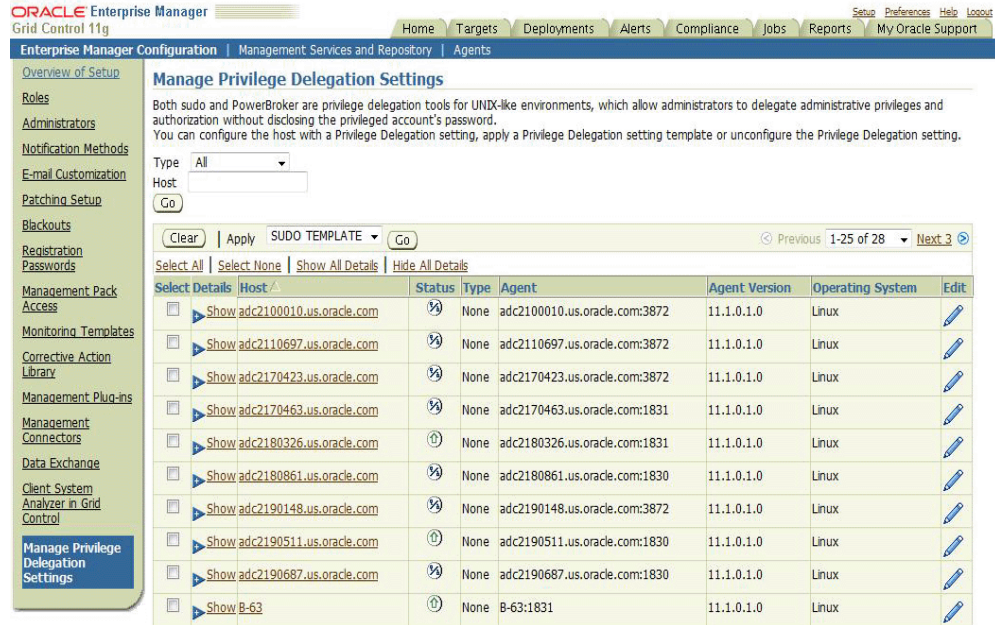 ORACLE Enterprise Manager
Grid Control 11g
Setup Preferences Help Logout
Home Targets Deployments Alerts Compliance Jobs Reports My Oracle Support
Enterprise Manager Configuration | Management Services and Repository | Agents
Overview of Setup
Roles
Administrators
Notification Methods
E-mail Customization
Patching Setup
Blackouts
Registration
Passwords
Management Pack
Access
Monitoring Templates
Corrective Action
Library
Management Plug-ins
Management
Connectors
Data Exchange
Client System
Analyzer in Grid
Control
Manage Privilege
Delegation
Settings
Manage Privilege Delegation Settings
Both sudo and PowerBroker are privilege delegation tools for UNIX-like environments, which allow administrators to delegate administrative privileges and
authorization without disclosing the privileged account's password.
You can configure the host with a Privilege Delegation setting, apply a Privilege Delegation setting template or unconfigure the Privilege Delegation setting.
Type All
Host
Go
Clear | Apply SUDO TEMPLATE Go Previous 1-25 of 28 Next 3
Select All | Select None | Show All Details | Hide All Details
Select Details Host Status Type Agent Agent Version Operating System Edit
Show adc2100010.us.oracle.com None adc2100010.us.oracle.com:3872 11.1.0.1.0 Linux
Show adc2110697.us.oracle.com None adc2110697.us.oracle.com:3872 11.1.0.1.0 Linux
Show adc2170423.us.oracle.com None adc2170423.us.oracle.com:3872 11.1.0.1.0 Linux
Show adc2170463.us.oracle.com None adc2170463.us.oracle.com:1831 11.1.0.1.0 Linux
Show adc2180326.us.oracle.com None adc2180326.us.oracle.com:1831 11.1.0.1.0 Linux
Show adc2180861.us.oracle.com None adc2180861.us.oracle.com:1830 11.1.0.1.0 Linux
Show adc2190148.us.oracle.com None adc2190148.us.oracle.com:3872 11.1.0.1.0 Linux
Show adc2190511.us.oracle.com None adc2190511.us.oracle.com:1830 11.1.0.1.0 Linux
Show adc2190687.us.oracle.com None adc2190687.us.oracle.com:1830 11.1.0.1.0 Linux
Show B-63 None B-63:1831 11.1.0.1.0 Linux